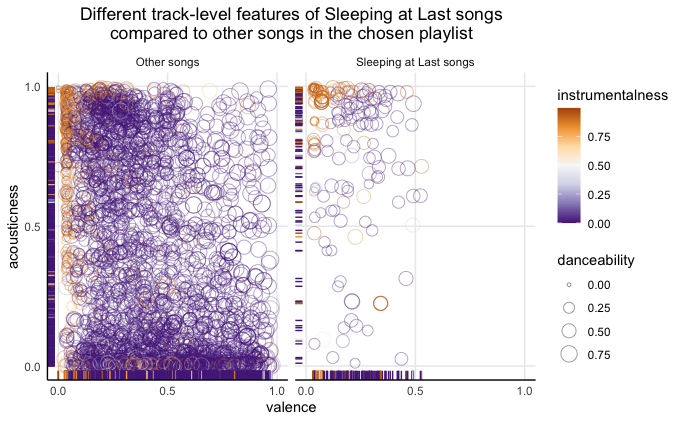 Different track-level features of Sleeping at Last songs
compared to other songs in the chosen playlist
Other songs
Sleeping at Last songs
acousticness
1.0
0.5
0.0
0.0
0.5
1.0
0.0
0.5
1.0
valence
instrumentalness
0.75
0.50
0.25
0.00
danceability
0.00
0.25
0.50
0.75